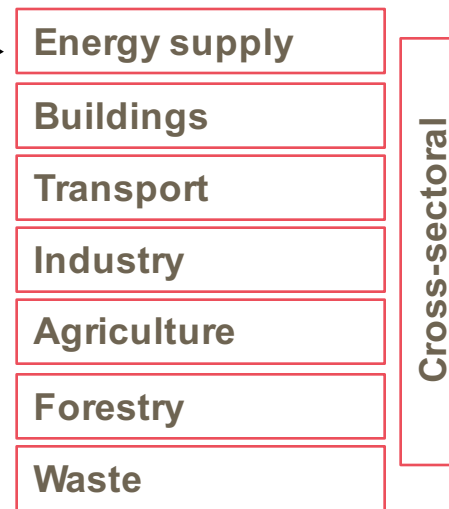 Energy supply
Buildings
Transport
Industry
Agriculture
Forestry
Waste
Cross-sectoral